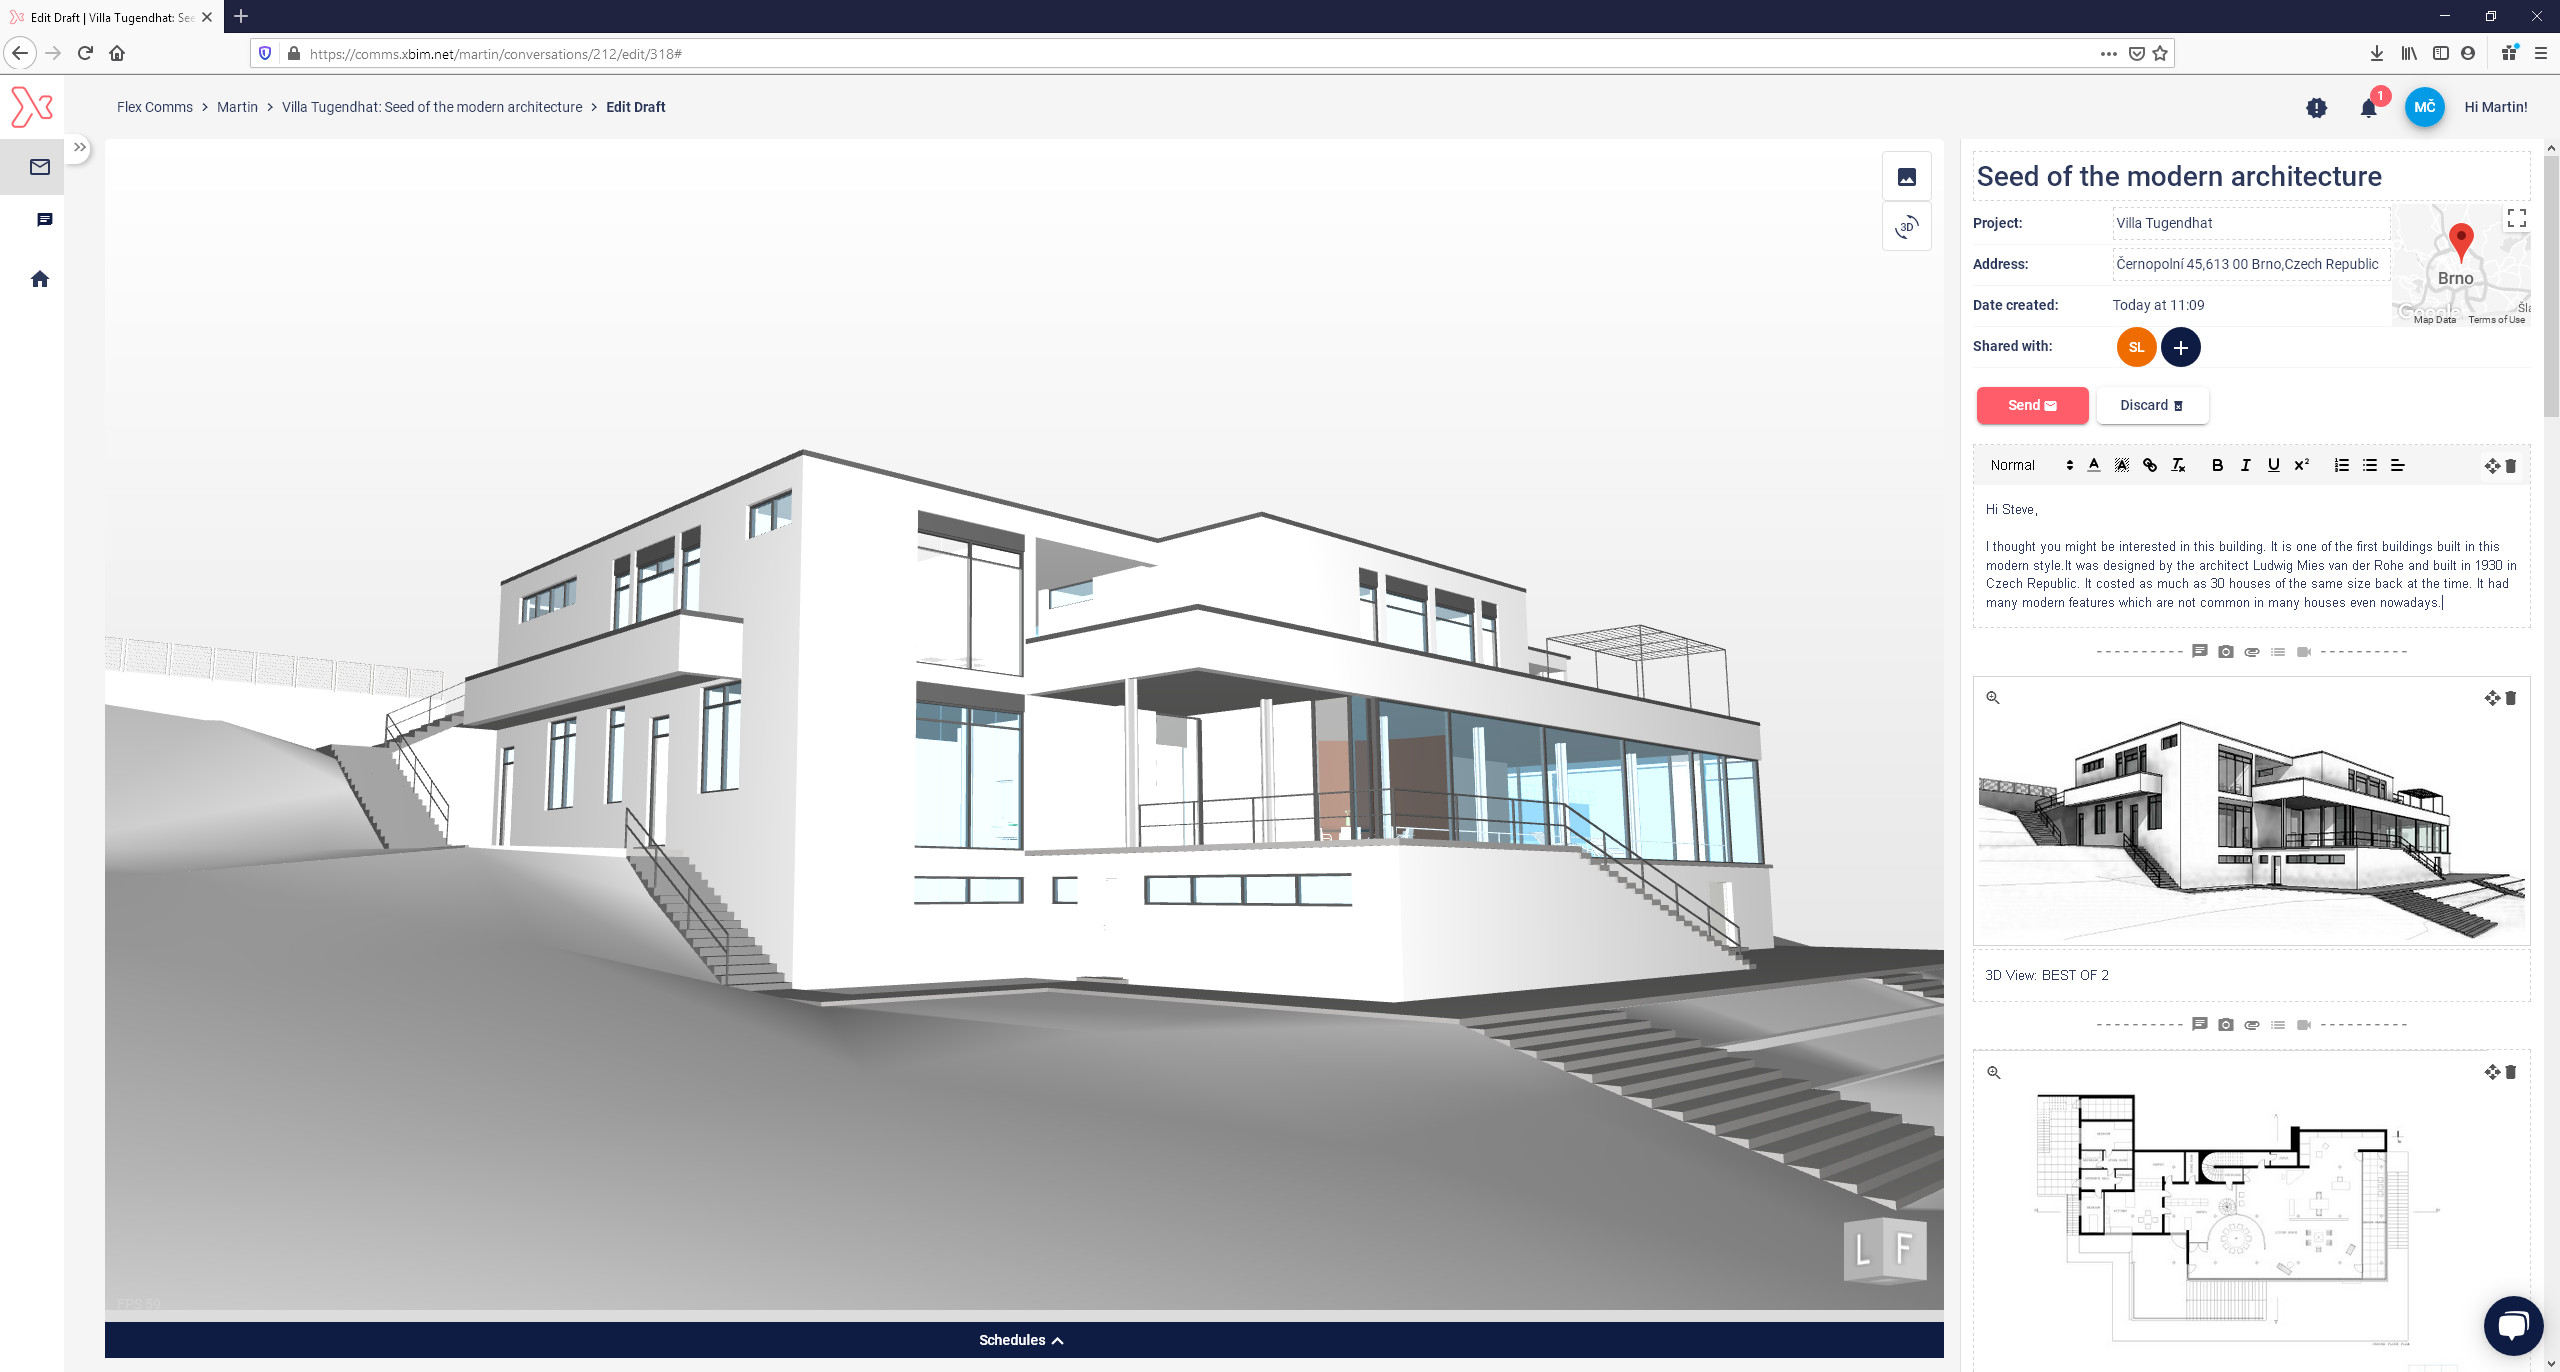 Edit Draft | Villa Tugendhat: See
https://comms.xbim.net/martin/conversations/212/edit/318#
Flex Comms > Martin > Villa Tugendhat: Seed of the modern architecture > Edit Draft
1
MČ
Hi Martin!
3D
FPS 59
L F
Schedules
Seed of the modern architecture
Project: Villa Tugendhat
Address: Černopolní 45,613 00 Brno,Czech Republic
Date created: Today at 11:09
Shared with: SL
Brno
Šla
Google
Map Data Terms of Use
Send Discard
Normal
Hi Steve,
I thought you might be interested in this building. It is one of the first buildings built in this
modern style.It was designed by the architect Ludwig Mies van der Rohe and built in 1930 in
Czech Republic. It costed as much as 30 houses of the same size back at the time. It had
many modern features which are not common in many houses even nowadays.
3D View: BEST OF 2